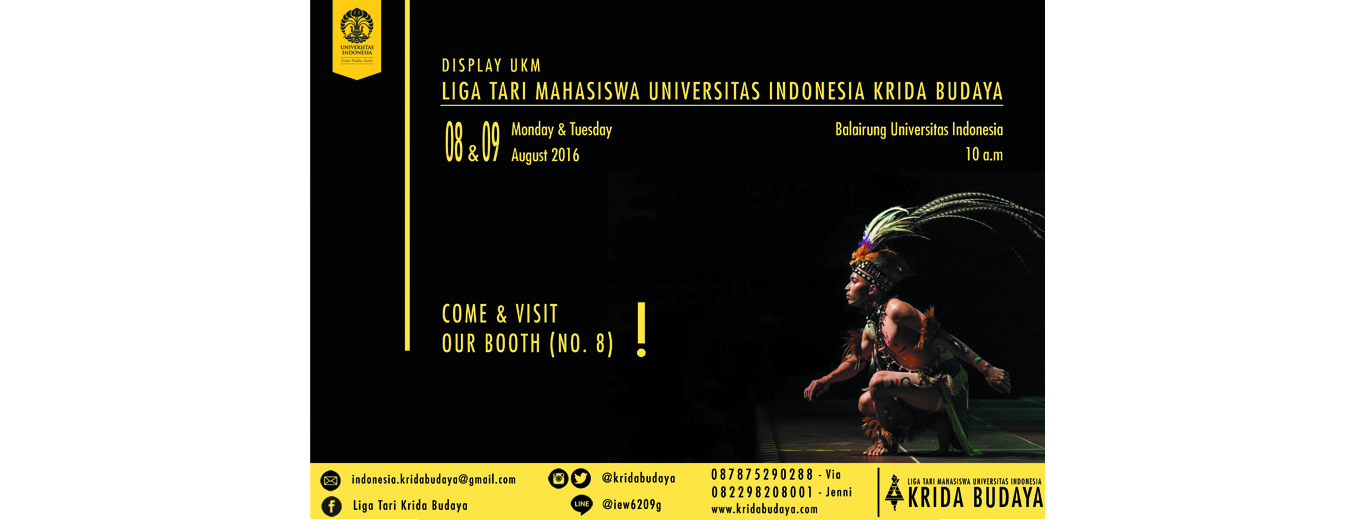 UNIVERSITAS
INDONESIA
DISPLAY UKM
LIGA TARI MAHASISWA UNIVERSITAS INDONESIA KRIDA BUDAYA
08 & 09
Monday & Tuesday
August 2016
Balairung Universitas Indonesia
10 a.m
COME & VISIT
OUR BOOTH (NO. 8) !
indonesia.kridabudaya@gmail.com
Liga Tari Krida Budaya
@kridabudaya
LINE
@iew6209g
087875290288 - Via
082298208001 - Jenni
www.kridabudaya.com
LIGA TARI MAHASISWA UNIVERSITAS INDONESIA
KRIDA BUDAYA